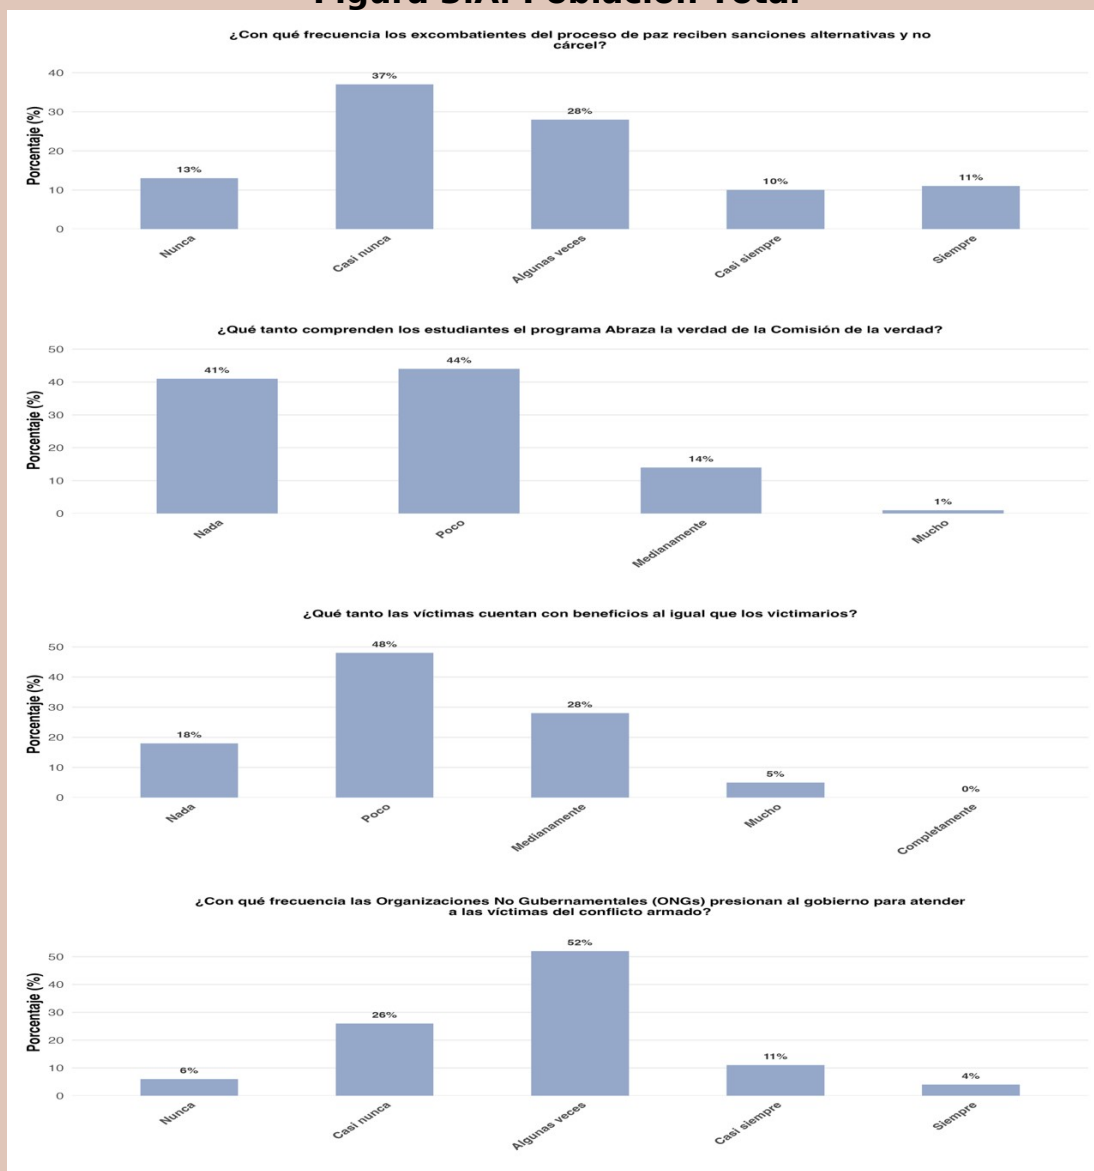 ¿Con qué frecuencia los excombatientes del proceso de paz reciben sanciones alternativas y no
cárcel?
Porcentaje (%)
40
30
20
10
0
37%
28%
13%
10%
11%
Nunca
Casi nunca
Algunas veces
Casi siempre
Siempre
¿Qué tanto comprenden los estudiantes el programa Abraza la verdad de la Comisión de la verdad?
Porcentaje (%)
50
40
30
20
10
0
41%
44%
14%
1%
Nada
Poco
Medianamente
Mucho
¿Qué tanto las víctimas cuentan con beneficios al igual que los victimarios?
Porcentaje (%)
50
40
30
20
10
0
18%
48%
28%
5%
0%
Nada
Poco
Medianamente
Mucho
Completamente
¿Con qué frecuencia las Organizaciones No Gubernamentales (ONGs) presionan al gobierno para atender
a las víctimas del conflicto armado?
Porcentaje (%)
50
40
30
20
10
0
6%
26%
52%
11%
4%
Nunca
Casi nunca
Algunas veces
Casi siempre
Siempre